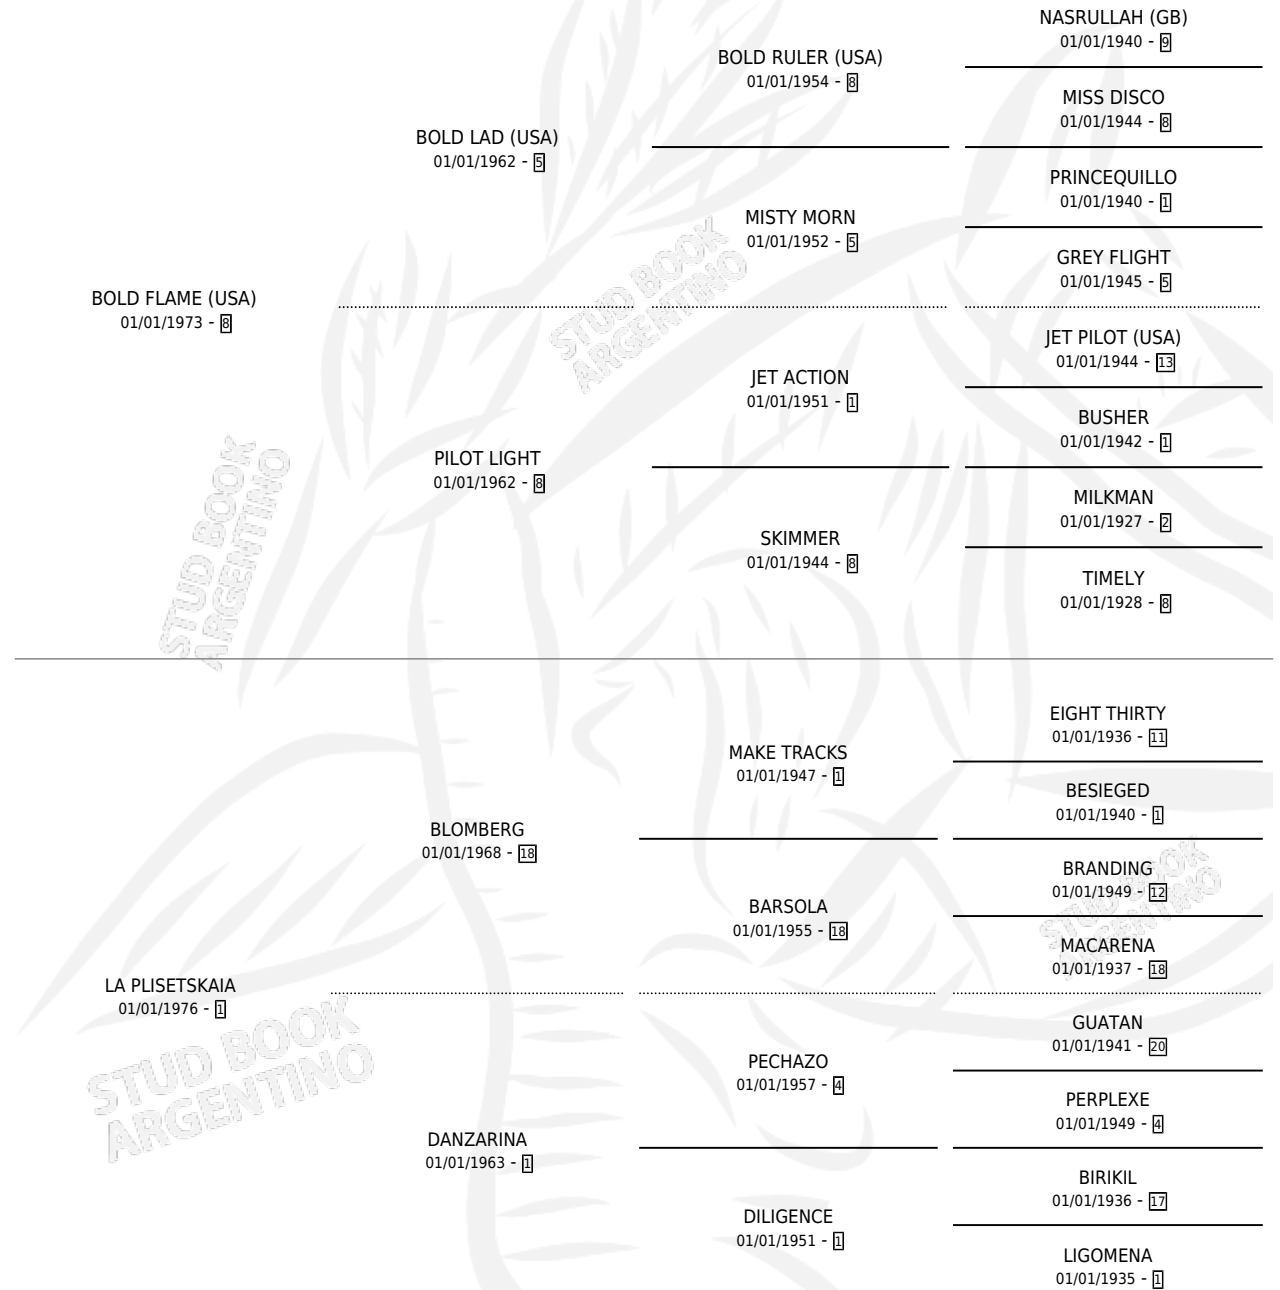 NASRULLAH (GB)
01/01/1940 - 9
BOLD RULER (USA)
01/01/1954 - 8
MISS DISCO
01/01/1944 - 8
BOLD LAD (USA)
01/01/1962 - 5
PRINCEQUILLO
01/01/1940 - 1
MISTY MORN
01/01/1952 - 5
GREY FLIGHT
01/01/1945 - 5
BOLD FLAME (USA)
01/01/1973 - 8
JET PILOT (USA)
01/01/1944 - 13
JET ACTION
01/01/1951 - 1
BUSHER
01/01/1942 - 1
PILOT LIGHT
01/01/1962 - 8
MILKMAN
01/01/1927 - 2
SKIMMER
01/01/1944 - 8
TIMELY
01/01/1928 - 8
EIGHT THIRTY
01/01/1936 - 11
MAKE TRACKS
01/01/1947 - 1
BESIEGED
01/01/1940 - 1
BLOMBERG
01/01/1968 - 18
BRANDING
01/01/1949 - 12
BARSOLA
01/01/1955 - 18
MACARENA
01/01/1937 - 18
LA PLISETSKAIA
01/01/1976 - 1
GUATAN
01/01/1941 - 20
PECHAZO
01/01/1957 - 4
PERPLEXE
01/01/1949 - 4
DANZARINA
01/01/1963 - 1
BIRIKIL
01/01/1936 - 17
DILIGENCE
01/01/1951 - 1
LIGOMENA
01/01/1935 - 1
STUD BOOK
ARGENTINO
STUD BOOK
ARGENTINO
STUD BOOK
ARGENTINO
STUD BOOK
ARGENTINO